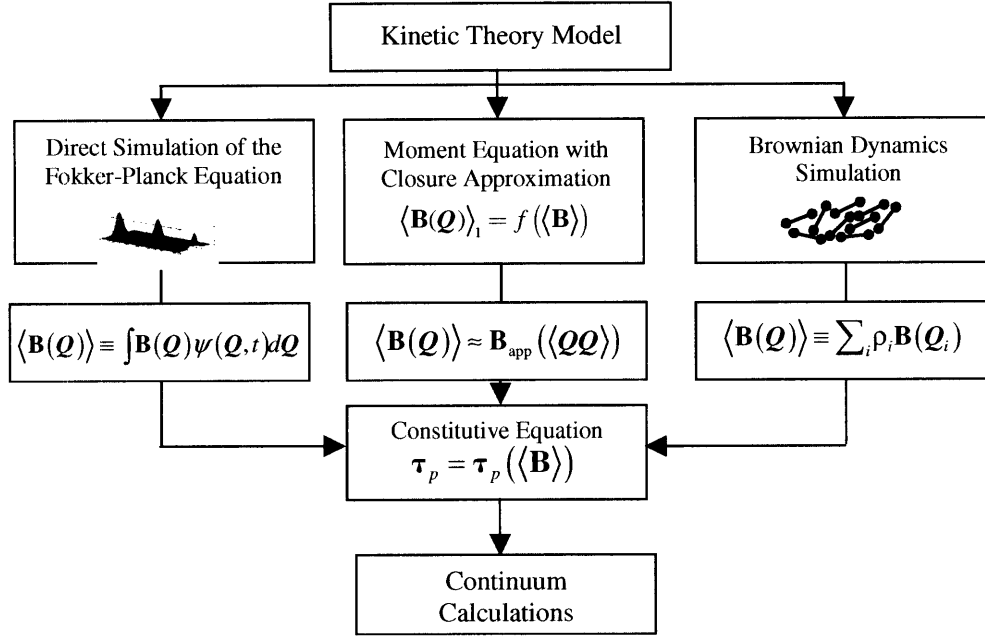 Kinetic Theory Model
Direct Simulation of the
Fokker-Planck Equation
Moment Equation with
Closure Approximation
⟨B(Q)⟩₁ = f(⟨B⟩)
Brownian Dynamics
Simulation
⟨B(Q)⟩ ≡ ∫B(Q)ψ(Q,t)dQ
⟨B(Q)⟩ ≈ B_app(⟨QQ⟩)
⟨B(Q)⟩ ≡ ∑ᵢρᵢB(Qᵢ)
Constitutive Equation
τ_p = τ_p(⟨B⟩)
Continuum
Calculations